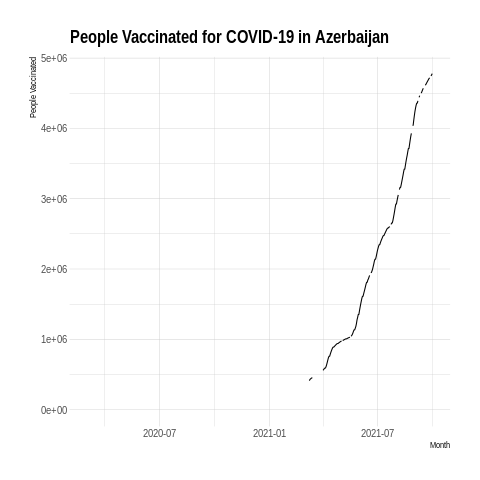 People Vaccinated for COVID-19 in Azerbaijan
People Vaccinated
5e+06
4e+06
3e+06
2e+06
1e+06
0e+00
2020-07
2021-01
2021-07
Month